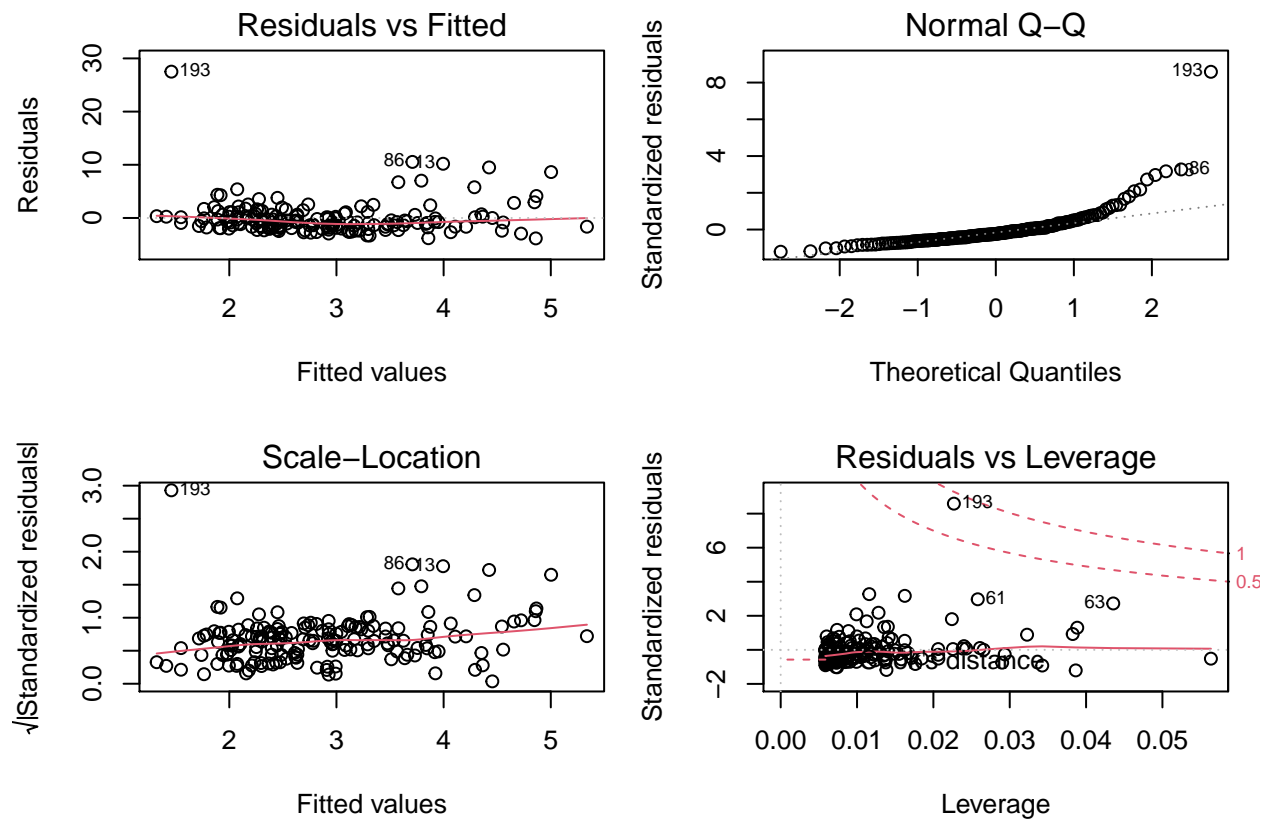 Residuals vs Fitted
Residuals
30
20
10
0
193
86
13
2 3 4 5
Fitted values
Normal Q−Q
Standardized residuals
8
4
0
193
86
−2 −1 0 1 2
Theoretical Quantiles
Scale−Location
√|Standardized residuals|
3.0
2.0
1.0
0.0
193
86
13
2 3 4 5
Fitted values
Residuals vs Leverage
Standardized residuals
6
2
−2
193
61
63
distance
1
0.5
0.00 0.01 0.02 0.03 0.04 0.05
Leverage